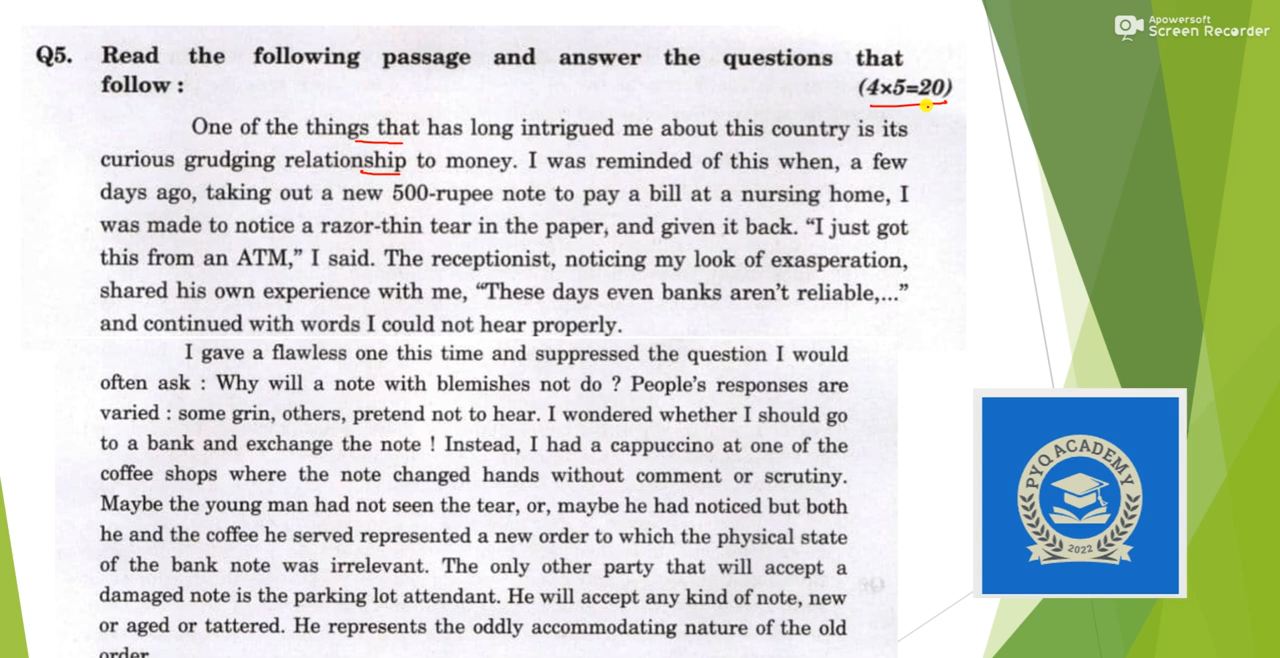 Apowersoft
Screen Recorder
Q5. Read the following passage and answer the questions that
follow : (4×5=20)
One of the things that has long intrigued me about this country is its
curious grudging relationship to money. I was reminded of this when, a few
days ago, taking out a new 500-rupee note to pay a bill at a nursing home, I
was made to notice a razor-thin tear in the paper, and given it back. “I just got
this from an ATM,” I said. The receptionist, noticing my look of exasperation,
shared his own experience with me, “These days even banks aren’t reliable,...”
and continued with words I could not hear properly.
I gave a flawless one this time and suppressed the question I would
often ask : Why will a note with blemishes not do ? People’s responses are
varied : some grin, others, pretend not to hear. I wondered whether I should go
to a bank and exchange the note ! Instead, I had a cappuccino at one of the
coffee shops where the note changed hands without comment or scrutiny.
Maybe the young man had not seen the tear, or, maybe he had noticed but both
he and the coffee he served represented a new order to which the physical state
of the bank note was irrelevant. The only other party that will accept a
damaged note is the parking lot attendant. He will accept any kind of note, new
or aged or tattered. He represents the oddly accommodating nature of the old
order
PYQ ACADEMY
2022